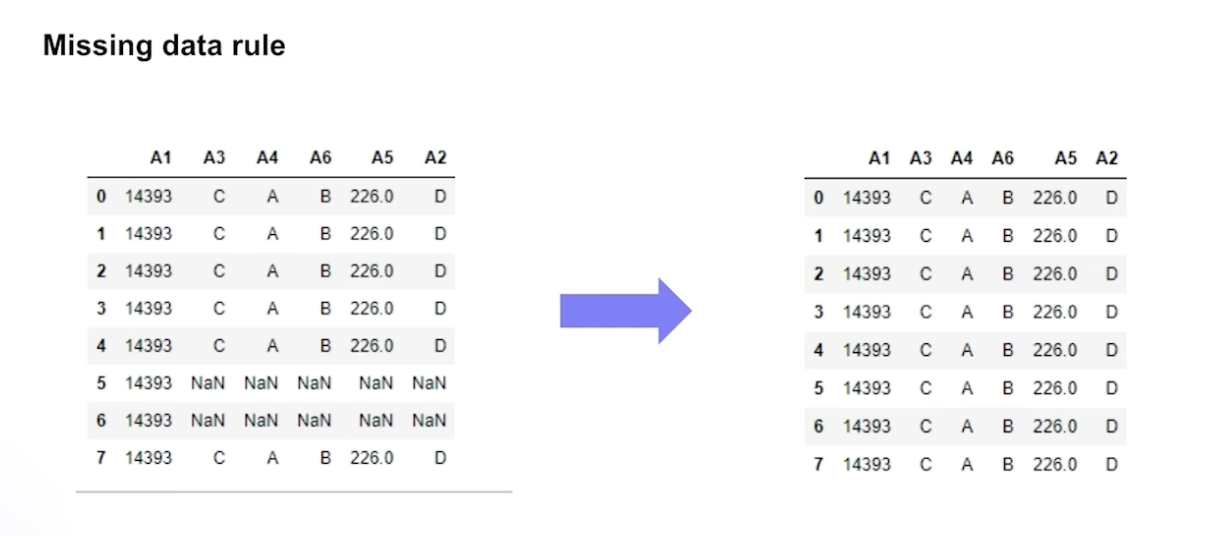 Missing data rule
A1 A3 A4 A6 A5 A2
0 14393 C A B 226.0 D
1 14393 C A B 226.0 D
2 14393 C A B 226.0 D
3 14393 C A B 226.0 D
4 14393 C A B 226.0 D
5 14393 NaN NaN NaN NaN NaN
6 14393 NaN NaN NaN NaN NaN
7 14393 C A B 226.0 D
A1 A3 A4 A6 A5 A2
0 14393 C A B 226.0 D
1 14393 C A B 226.0 D
2 14393 C A B 226.0 D
3 14393 C A B 226.0 D
4 14393 C A B 226.0 D
5 14393 C A B 226.0 D
6 14393 C A B 226.0 D
7 14393 C A B 226.0 D